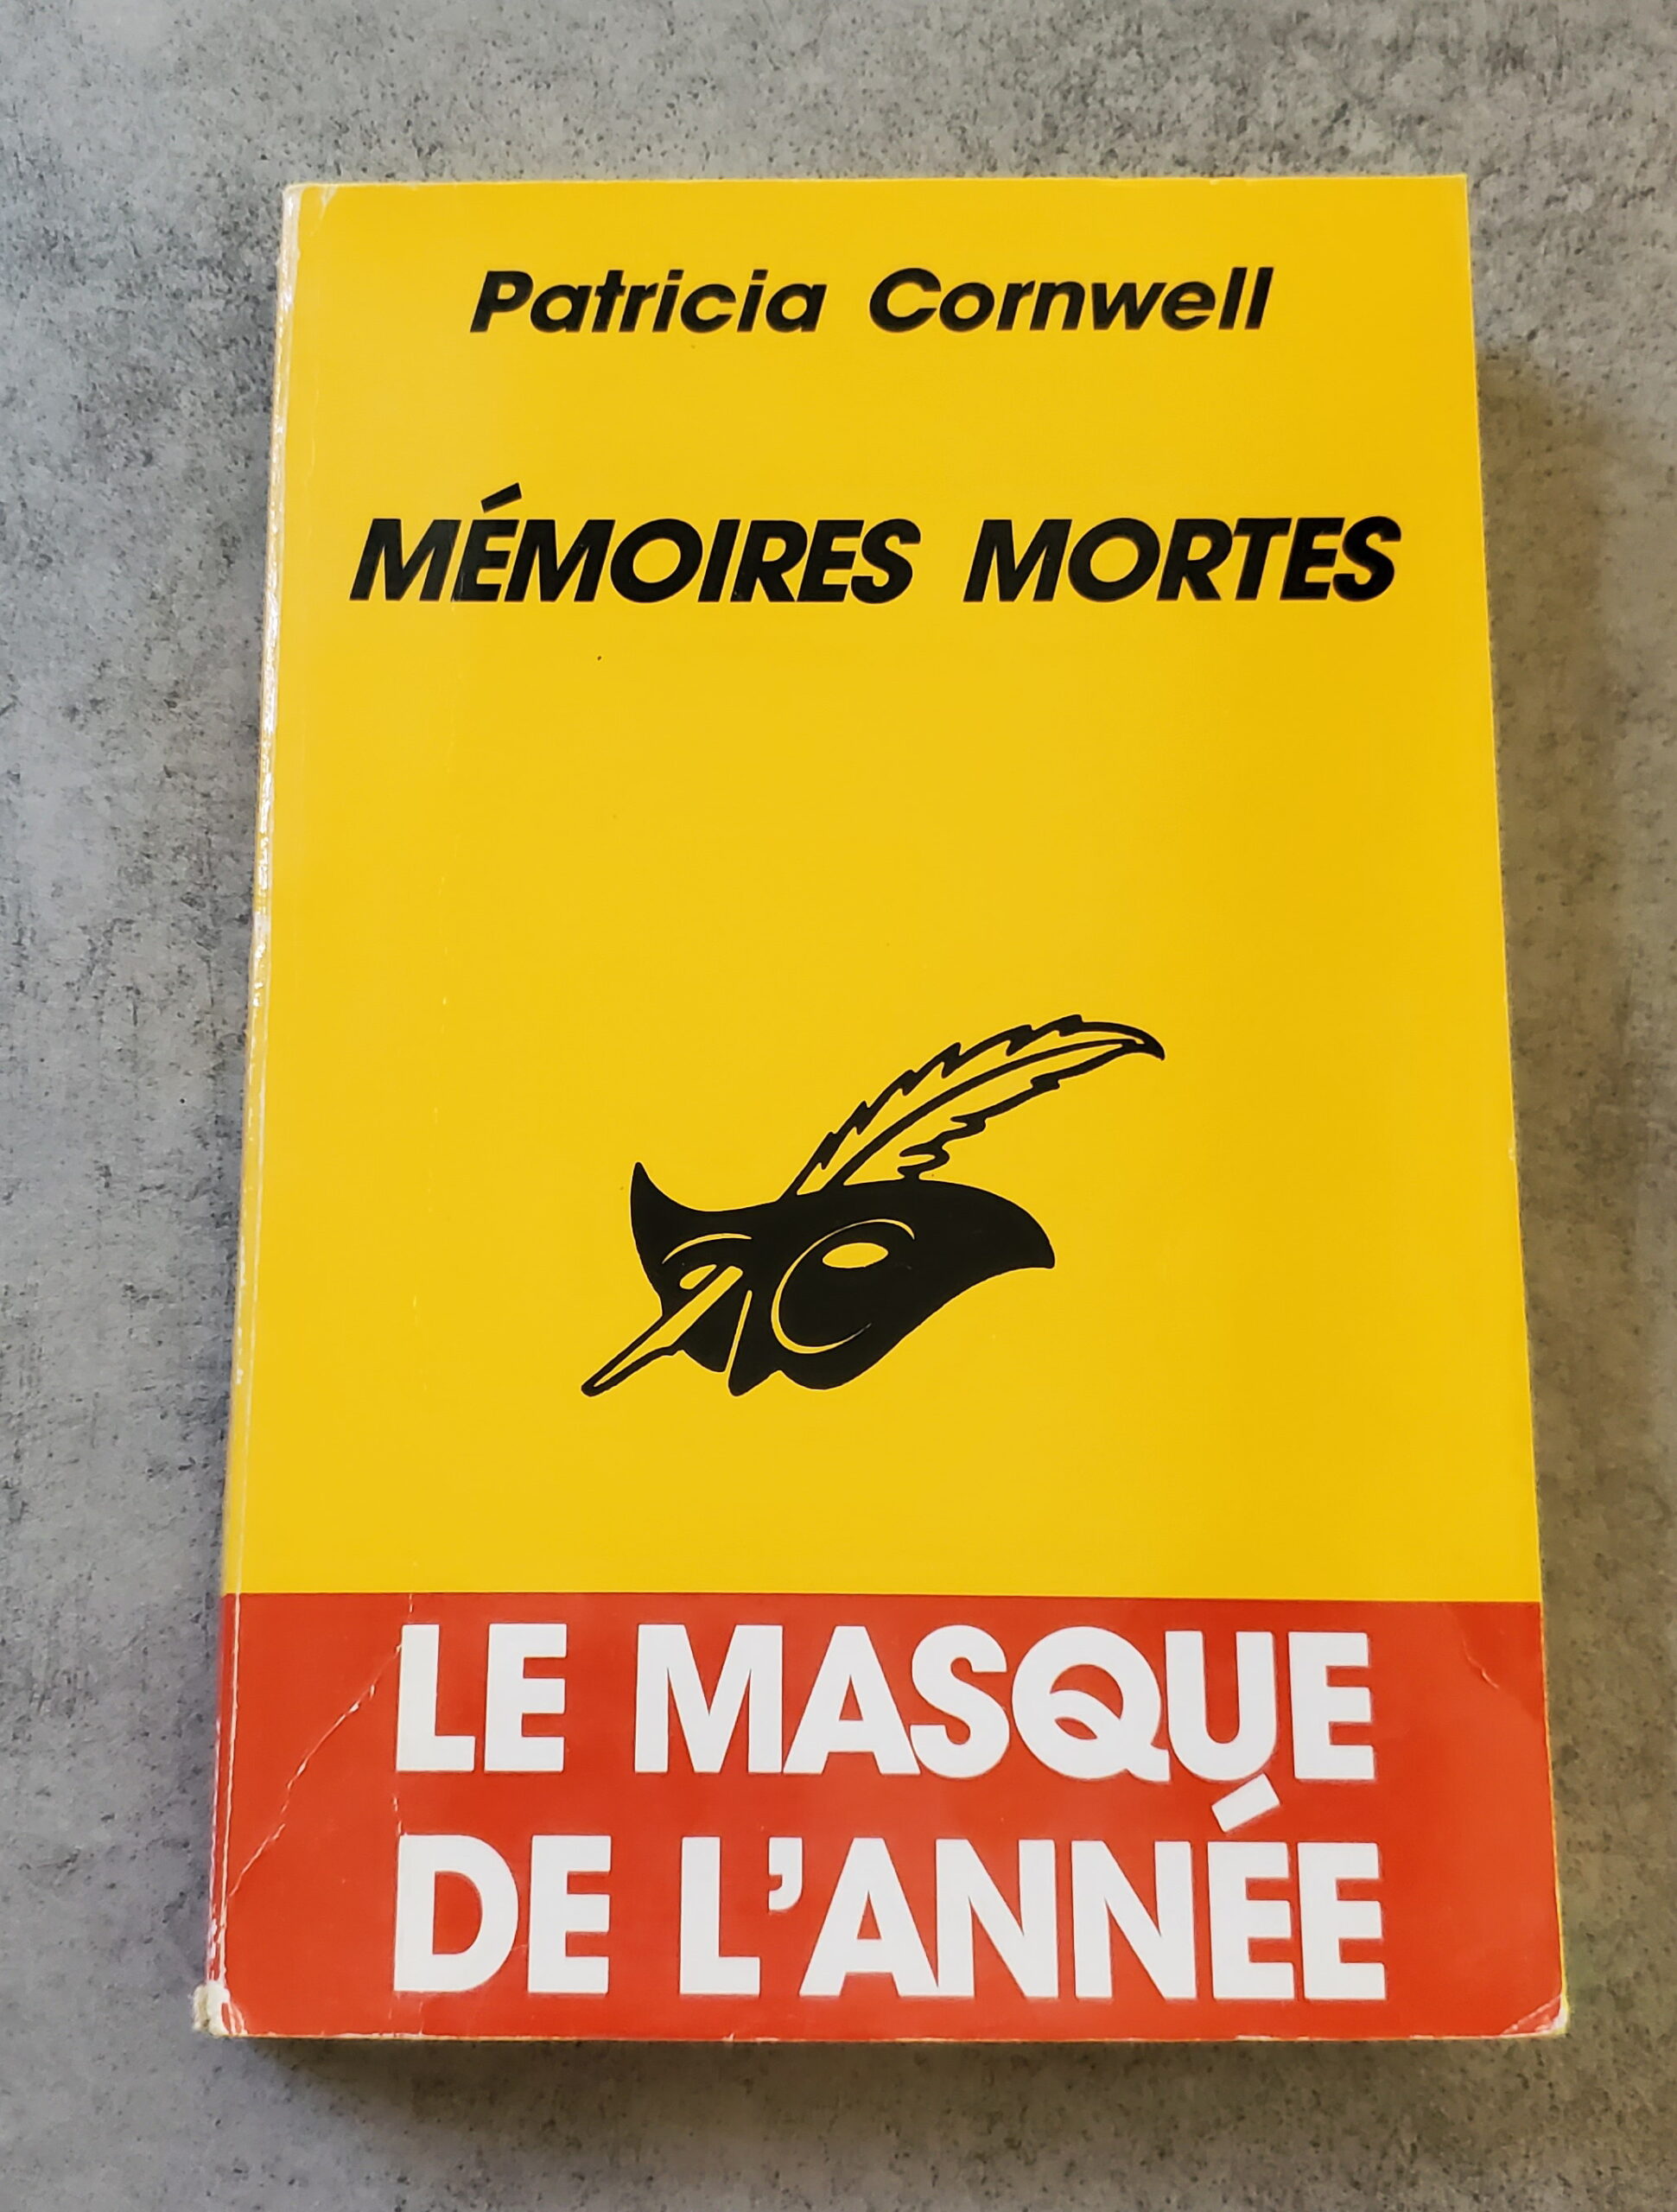 Patricia Cornwell
MÉMOIRES MORTES
LE MASQUE
DE L'ANNÉE